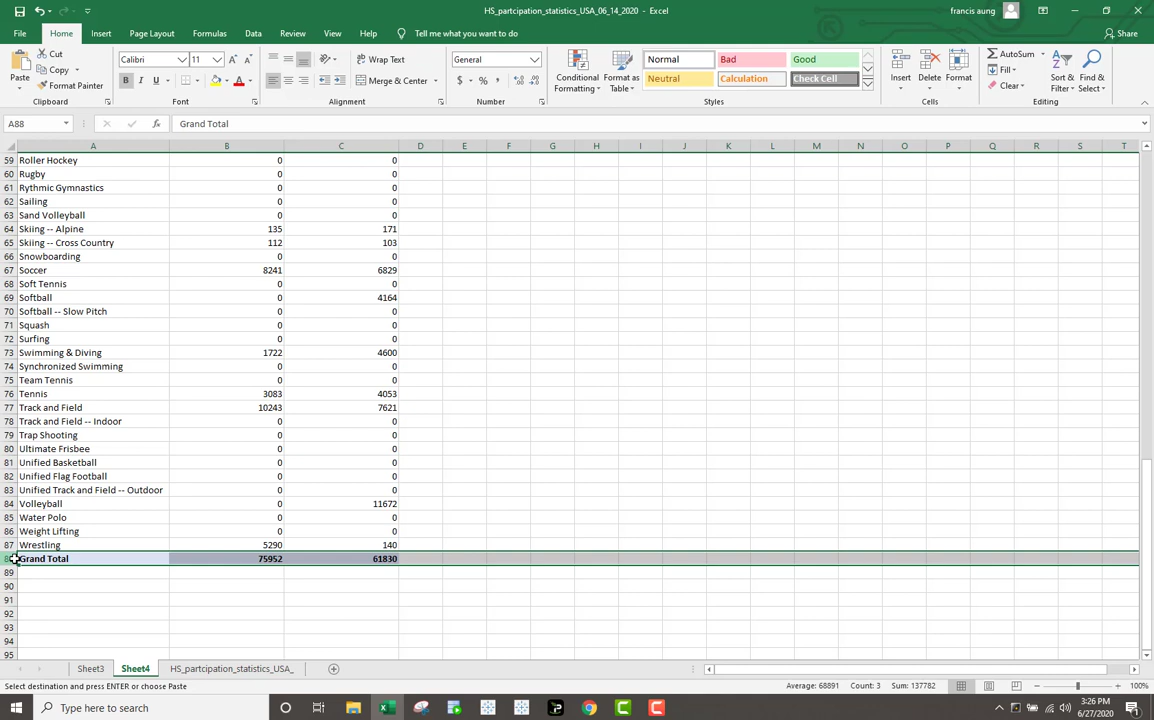 HS_partcipation_statistics_USA_06_14_2020 - Excel
francis aung
File Home Insert Page Layout Formulas Data Review View Help Tell me what you want to do Share
Paste Cut Copy Format Painter Clipboard
Calibri 11 B I U A A A Font
Wrap Text Merge & Center Alignment
General $ % , Number
Conditional Formatting Format as Table
Normal Bad Good
Neutral Calculation Check Cell
Styles
Insert Delete Format Cells
AutoSum Fill Clear Sort & Filter Find & Select Editing
A88 fx Grand Total
A B C D E F G H I J K L M N O P Q R S T
59 Roller Hockey 0 0
60 Rugby 0 0
61 Rythmic Gymnastics 0 0
62 Sailing 0 0
63 Sand Volleyball 0 0
64 Skiing -- Alpine 135 171
65 Skiing -- Cross Country 112 103
66 Snowboarding 0 0
67 Soccer 8241 6829
68 Soft Tennis 0 0
69 Softball 0 4164
70 Softball -- Slow Pitch 0 0
71 Squash 0 0
72 Surfing 0 0
73 Swimming & Diving 1722 4600
74 Synchronized Swimming 0 0
75 Team Tennis 0 0
76 Tennis 3083 4053
77 Track and Field 10243 7621
78 Track and Field -- Indoor 0 0
79 Trap Shooting 0 0
80 Ultimate Frisbee 0 0
81 Unified Basketball 0 0
82 Unified Flag Football 0 0
83 Unified Track and Field -- Outdoor 0 0
84 Volleyball 0 11672
85 Water Polo 0 0
86 Weight Lifting 0 0
87 Wrestling 5290 140
Grand Total 75952 61830
89
90
91
92
93
94
95
Sheet3 Sheet4 HS_partcipation_statistics_USA_
Select destination and press ENTER or choose Paste Average: 68891 Count: 3 Sum: 137782 100%
Type here to search
3:26 PM
6/27/2020